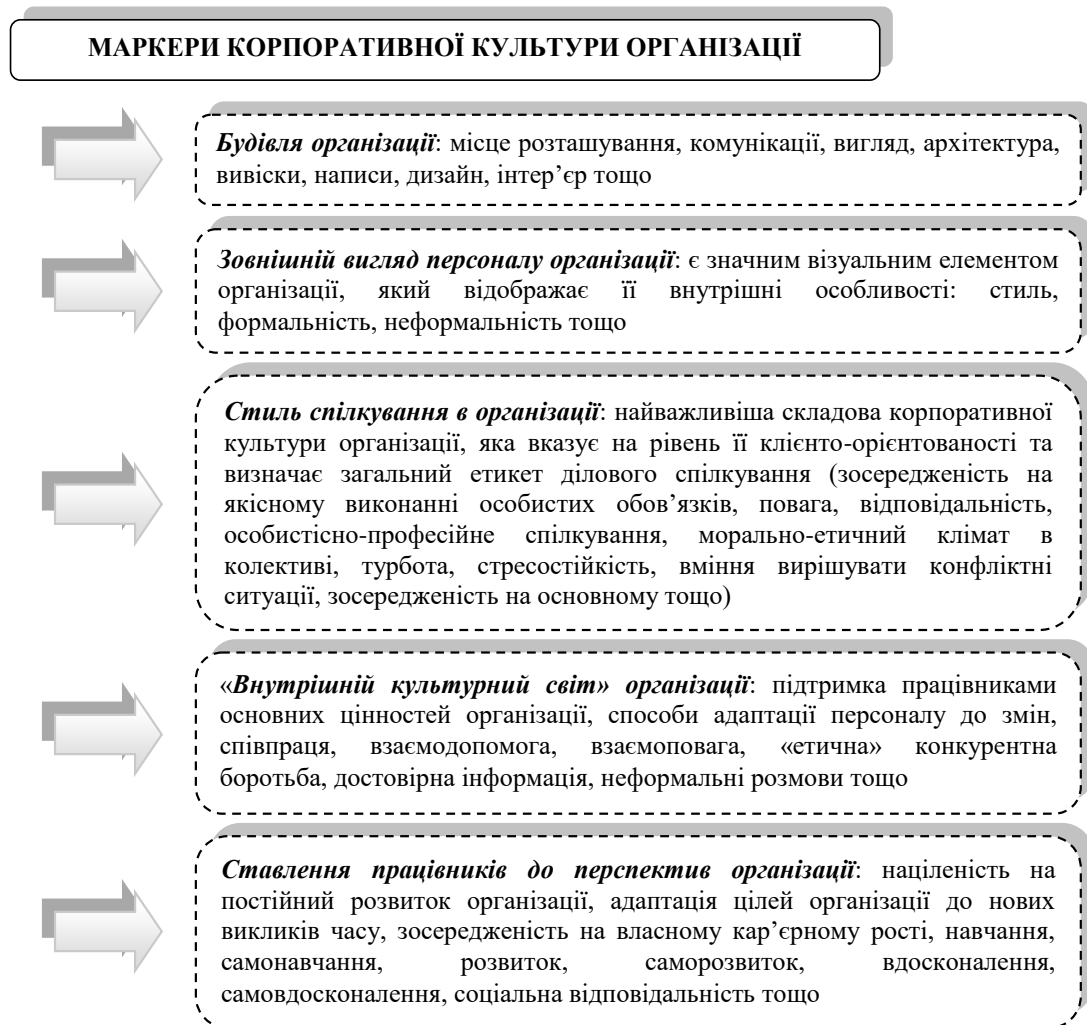 МАРКЕРИ КОРПОРАТИВНОЇ КУЛЬТУРИ ОРГАНІЗАЦІЇ
Будівля організації: місце розташування, комунікації, вигляд, архітектура,
вивіски, написи, дизайн, інтер’єр тощо
Зовнішній вигляд персоналу організації: є значним візуальним елементом
організації, який відображає її внутрішні особливості: стиль,
формальність, неформальність тощо
Стиль спілкування в організації: найважливіша складова корпоративної
культури організації, яка вказує на рівень її клієнто-орієнтованості та
визначає загальний етикет ділового спілкування (зосередженість на
якісному виконанні особистих обов’язків, повага, відповідальність,
особистісно-професійне спілкування, морально-етичний клімат в
колективі, турбота, стресостійкість, вміння вирішувати конфліктні
ситуації, зосередженість на основному тощо)
«Внутрішній культурний світ» організації: підтримка працівниками
основних цінностей організації, способи адаптації персоналу до змін,
співпраця, взаємодопомога, взаємоповага, «етична» конкурентна
боротьба, достовірна інформація, неформальні розмови тощо
Ставлення працівників до перспектив організації: націленість на
постійний розвиток організації, адаптація цілей організації до нових
викликів часу, зосередженість на власному кар’єрному рості, навчання,
самонавчання, розвиток, саморозвиток, вдосконалення,
самовдосконалення, соціальна відповідальність тощо